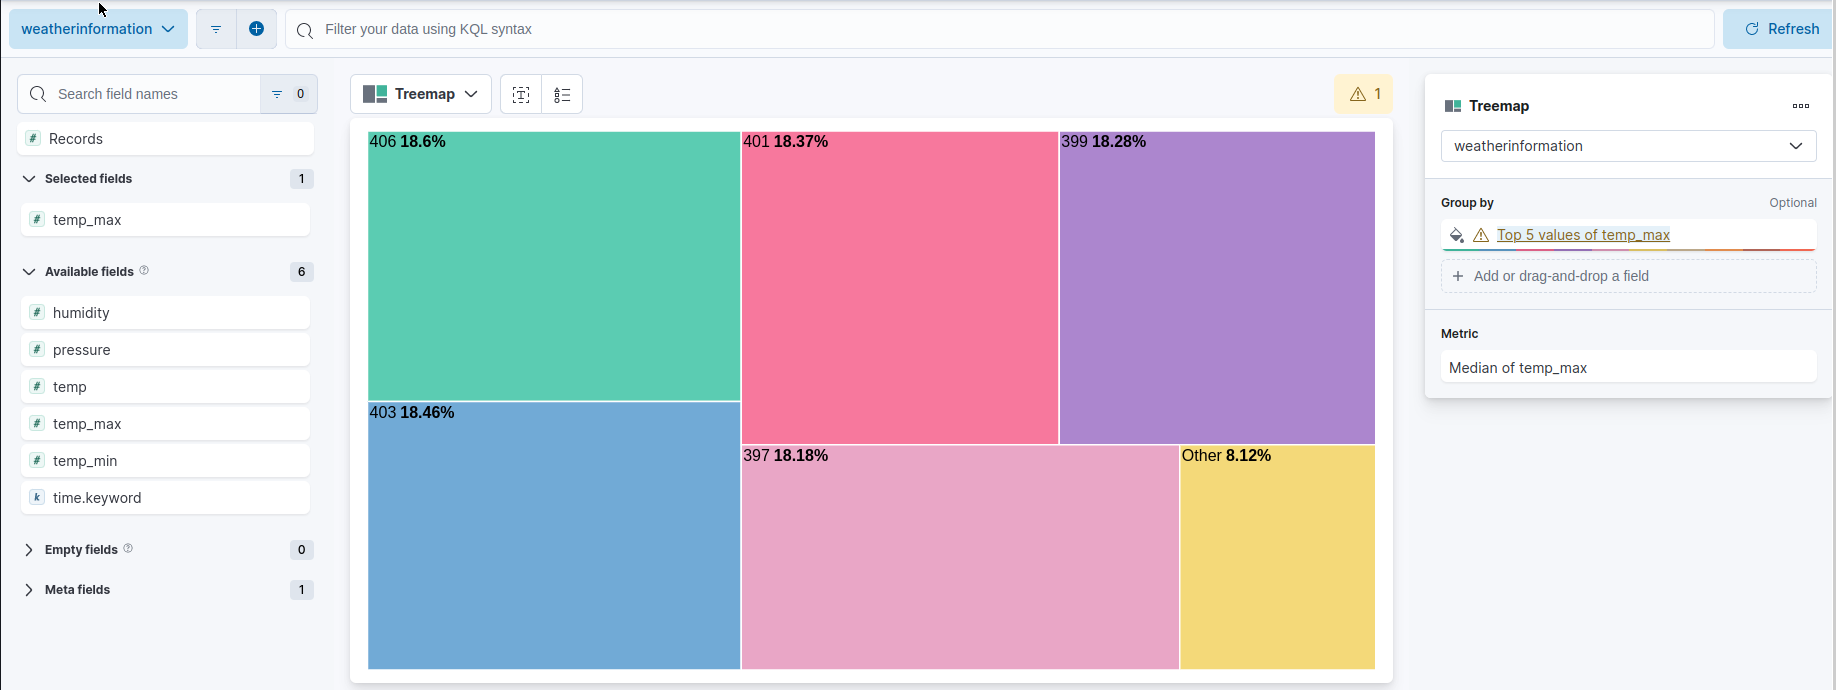 weatherinformation
Filter your data using KQL syntax
Refresh
Search field names
0
Records
Selected fields
1
temp_max
Available fields
6
humidity
pressure
temp
temp_max
temp_min
k time.keyword
Empty fields
0
Meta fields
1
Treemap
1
406 18.6%
401 18.37%
399 18.28%
403 18.46%
397 18.18%
Other 8.12%
Treemap
weatherinformation
Group by
Optional
Top 5 values of temp_max
Add or drag-and-drop a field
Metric
Median of temp_max